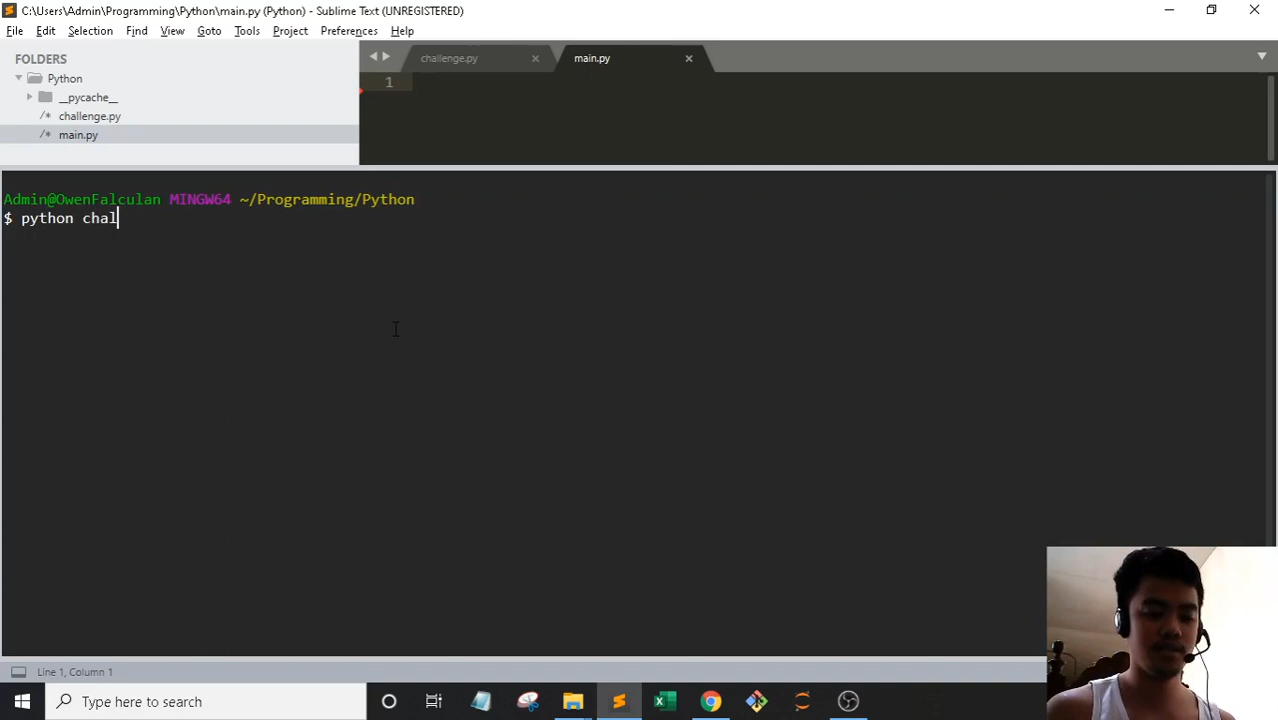 C:\Users\Admin\Programming\Python\main.py (Python) - Sublime Text (UNREGISTERED)
File Edit Selection Find View Goto Tools Project Preferences Help
FOLDERS
Python
__pycache__
/* challenge.py
/* main.py
challenge.py
main.py
1
Admin@OwenFalculan MINGW64 ~/Programming/Python
$ python chal
Line 1, Column 1
Type here to search